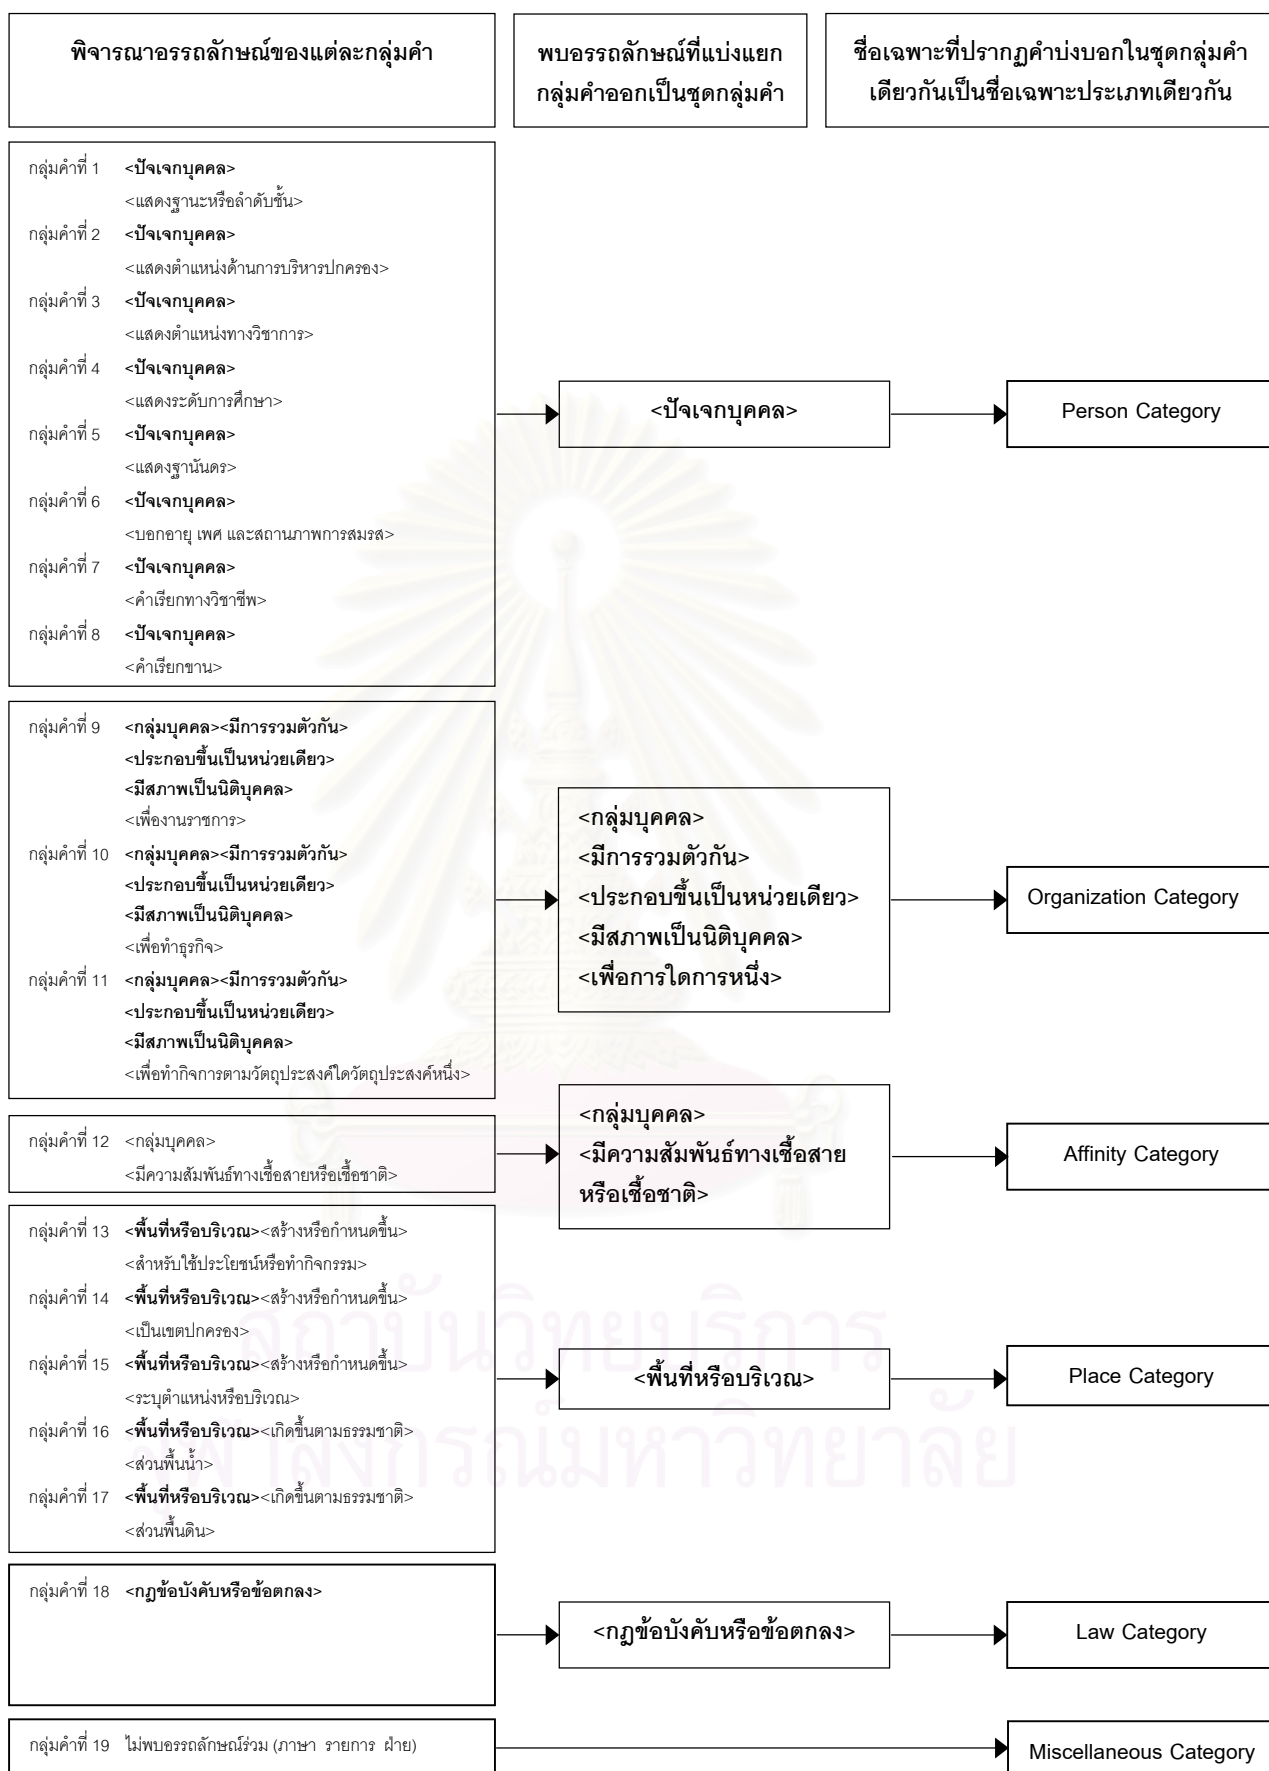 พิจารณาอรรถลักษณ์ของแต่ละกลุ่มคำ
พบอรรถลักษณ์ที่แบ่งแยก
กลุ่มคำออกเป็นชุดกลุ่มคำ
ชื่อเฉพาะที่ปรากฏคำบ่งบอกในชุดกลุ่มคำ
เดียวกันเป็นชื่อเฉพาะประเภทเดียวกัน
กลุ่มคำที่ 1 <ปัจเจกบุคคล>
<แสดงฐานะหรือลำดับชั้น>
กลุ่มคำที่ 2 <ปัจเจกบุคคล>
<แสดงตำแหน่งด้านการบริหารปกครอง>
กลุ่มคำที่ 3 <ปัจเจกบุคคล>
<แสดงตำแหน่งทางวิชาการ>
กลุ่มคำที่ 4 <ปัจเจกบุคคล>
<แสดงระดับการศึกษา>
กลุ่มคำที่ 5 <ปัจเจกบุคคล>
<แสดงฐานันดร>
กลุ่มคำที่ 6 <ปัจเจกบุคคล>
<บอกอายุ เพศ และสถานภาพการสมรส>
กลุ่มคำที่ 7 <ปัจเจกบุคคล>
<คำเรียกทางวิชาชีพ>
กลุ่มคำที่ 8 <ปัจเจกบุคคล>
<คำเรียกขาน>
<ปัจเจกบุคคล>
Person Category
กลุ่มคำที่ 9 <กลุ่มบุคคล><มีการรวมตัวกัน>
<ประกอบขึ้นเป็นหน่วยเดียว>
<มีสภาพเป็นนิติบุคคล>
<เพื่องานราชการ>
กลุ่มคำที่ 10 <กลุ่มบุคคล><มีการรวมตัวกัน>
<ประกอบขึ้นเป็นหน่วยเดียว>
<มีสภาพเป็นนิติบุคคล>
<เพื่อทำธุรกิจ>
กลุ่มคำที่ 11 <กลุ่มบุคคล><มีการรวมตัวกัน>
<ประกอบขึ้นเป็นหน่วยเดียว>
<มีสภาพเป็นนิติบุคคล>
<เพื่อทำกิจการตามวัตถุประสงค์ใดวัตถุประสงค์หนึ่ง>
<กลุ่มบุคคล>
<มีการรวมตัวกัน>
<ประกอบขึ้นเป็นหน่วยเดียว>
<มีสภาพเป็นนิติบุคคล>
<เพื่อการใดการหนึ่ง>
Organization Category
กลุ่มคำที่ 12 <กลุ่มบุคคล>
<มีความสัมพันธ์ทางเชื้อสายหรือเชื้อชาติ>
<กลุ่มบุคคล>
<มีความสัมพันธ์ทางเชื้อสาย
หรือเชื้อชาติ>
Affinity Category
กลุ่มคำที่ 13 <พื้นที่หรือบริเวณ><สร้างหรือกำหนดขึ้น>
<สำหรับใช้ประโยชน์หรือทำกิจกรรม>
กลุ่มคำที่ 14 <พื้นที่หรือบริเวณ><สร้างหรือกำหนดขึ้น>
<เป็นเขตปกครอง>
กลุ่มคำที่ 15 <พื้นที่หรือบริเวณ><สร้างหรือกำหนดขึ้น>
<ระบุตำแหน่งหรือบริเวณ>
กลุ่มคำที่ 16 <พื้นที่หรือบริเวณ><เกิดขึ้นตามธรรมชาติ>
<ส่วนพื้นน้ำ>
กลุ่มคำที่ 17 <พื้นที่หรือบริเวณ><เกิดขึ้นตามธรรมชาติ>
<ส่วนพื้นดิน>
<พื้นที่หรือบริเวณ>
Place Category
สถาบันวิทยบริการ
จุฬาลงกรณ์มหาวิทยาลัย
กลุ่มคำที่ 18 <กฎข้อบังคับหรือข้อตกลง>
<กฎข้อบังคับหรือข้อตกลง>
Law Category
กลุ่มคำที่ 19 ไม่พบอรรถลักษณ์ร่วม (ภาษา รายการ ฝ่าย)
Miscellaneous Category